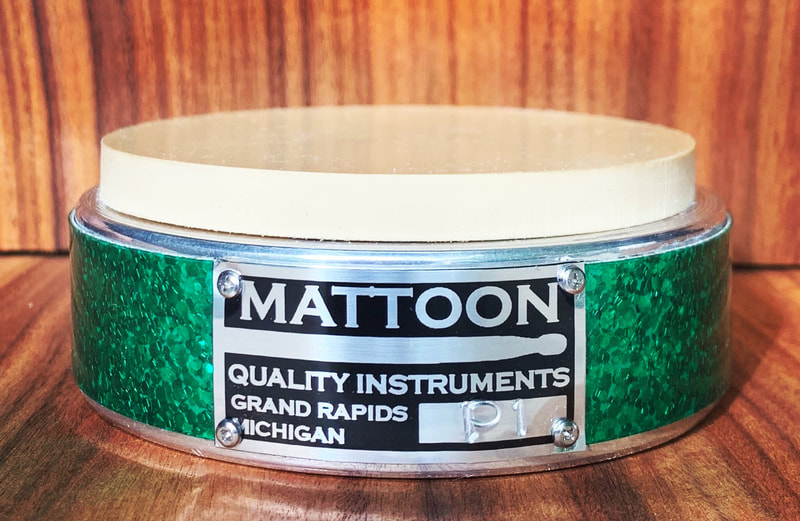 MATTOON
QUALITY INSTRUMENTS
GRAND RAPIDS
MICHIGAN
P1